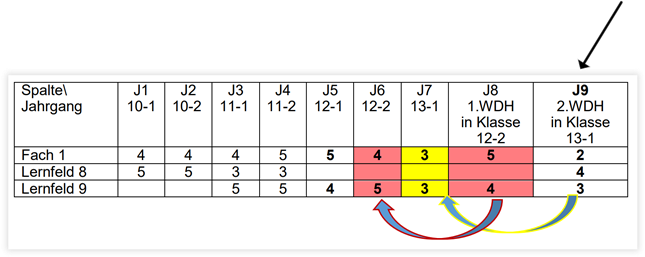 Spalte\ J1 J2 J3 J4 J5 J6 J7 J8 J9
Jahrgang 10-1 10-2 11-1 11-2 12-1 12-2 13-1 1.WDH 2.WDH
in Klasse in Klasse
12-2 13-1
Fach 1 4 4 4 5 5 4 3 5 2
Lernfeld 8 5 5 3 3 4
Lernfeld 9 5 5 4 5 3 4 3